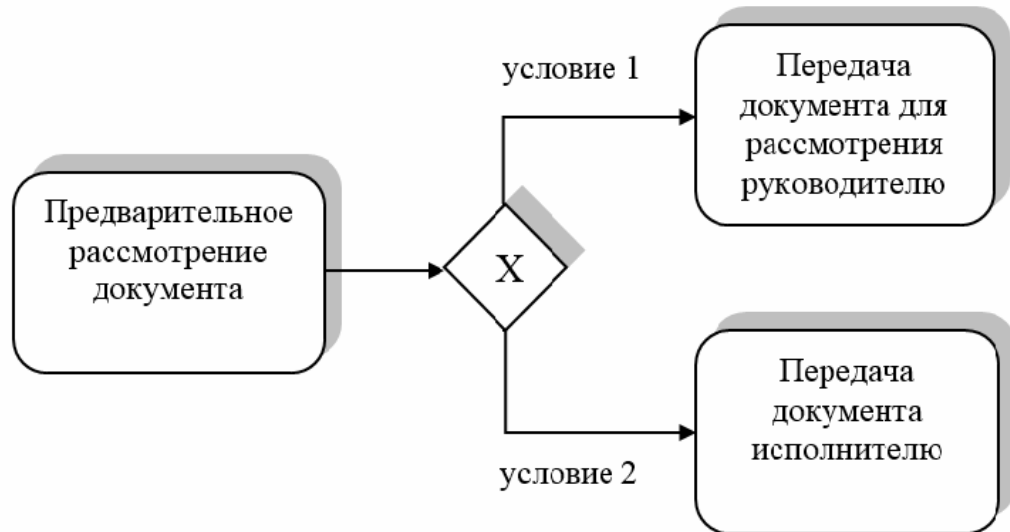 Предварительное
рассмотрение
документа
X
условие 1
Передача
документа для
рассмотрения
руководителю
условие 2
Передача
документа
исполнителю